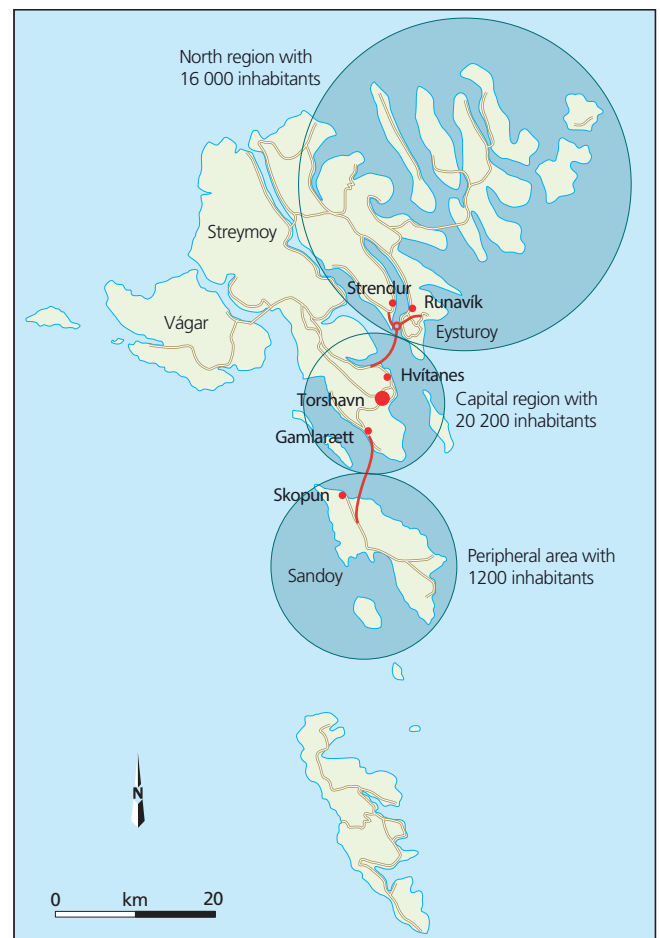 North region with
16 000 inhabitants
Streymoy
Strendur
Runavík
Vágar
Eysturoy
Hvítanes
Torshavn
Capital region with
20 200 inhabitants
Gamlarætt
Skopun
Peripheral area with
1200 inhabitants
Sandoy
N
0 km 20